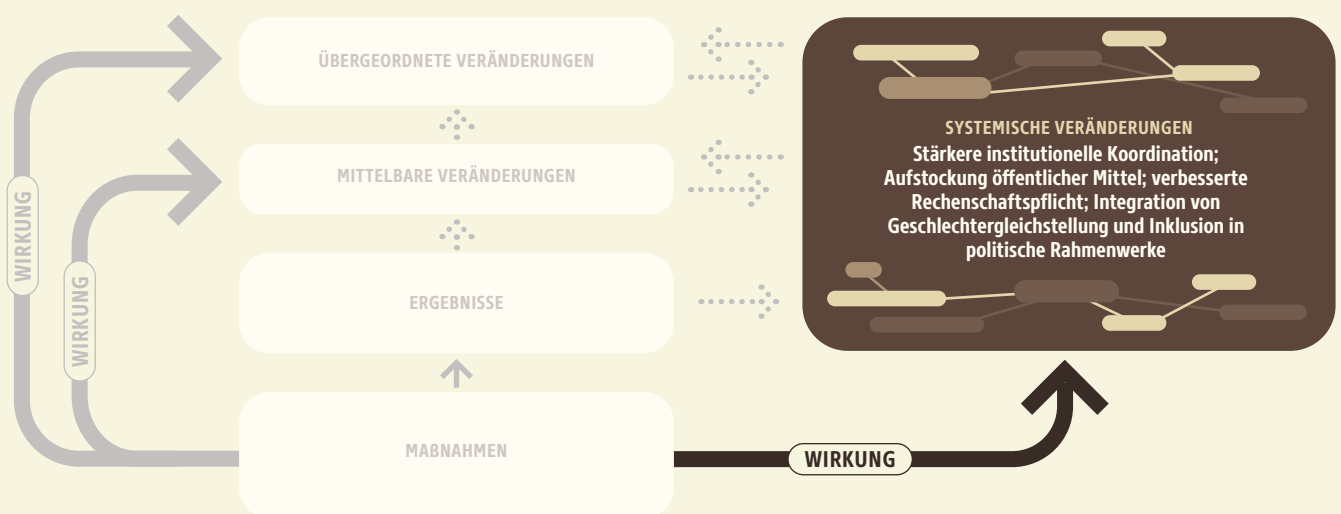 ÜBERGEORDNETE VERÄNDERUNGEN
MITTELBARE VERÄNDERUNGEN
ERGEBNISSE
MAßNAHMEN
WIRKUNG
WIRKUNG
SYSTEMISCHE VERÄNDERUNGEN
Stärkere institutionelle Koordination;
Aufstockung öffentlicher Mittel; verbesserte
Rechenschaftspflicht; Integration von
Geschlechtergleichstellung und Inklusion in
politische Rahmenwerke
WIRKUNG